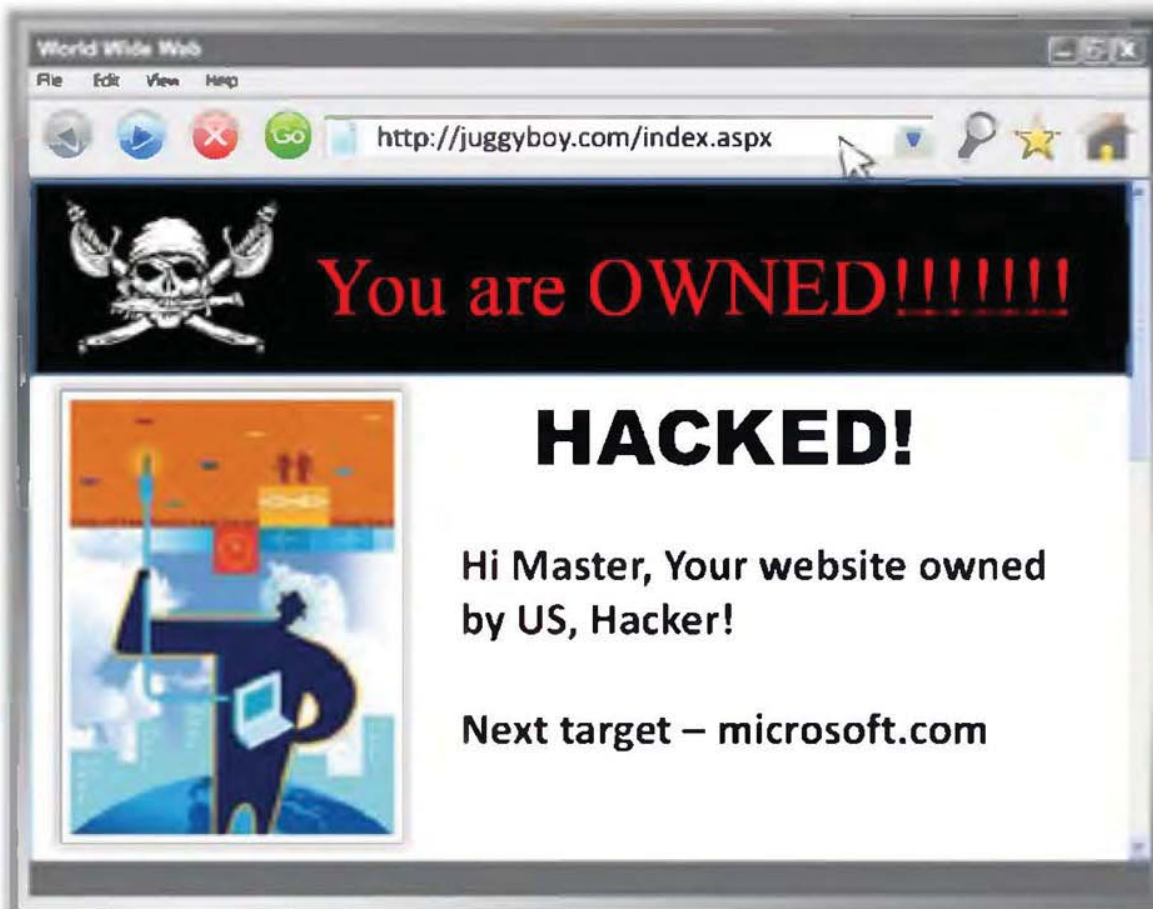 World Wide Web
File Edit View Help
GO
http://juggyboy.com/index.aspx
You are OWNED!!!!!!!
HACKED!
Hi Master, Your website owned
by US, Hacker!
Next target – microsoft.com